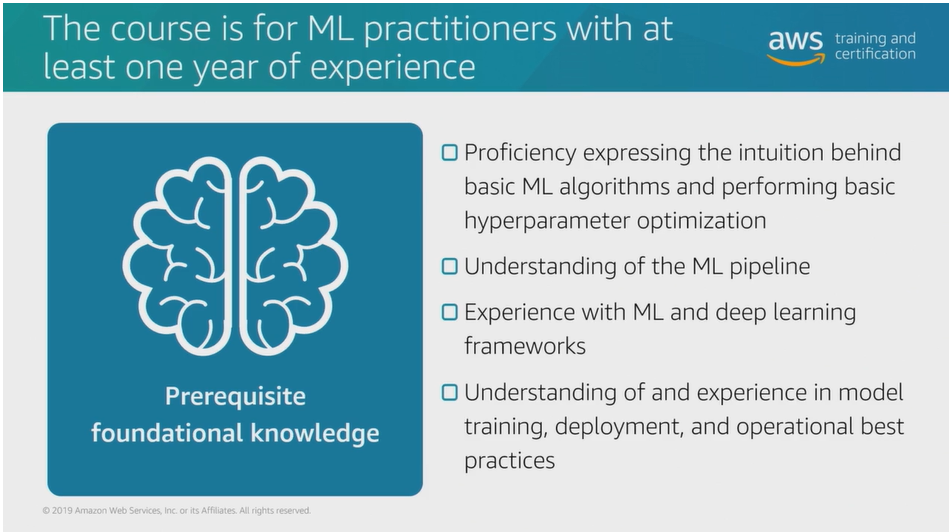 The course is for ML practitioners with at
least one year of experience
aws training and
certification
Proficiency expressing the intuition behind
basic ML algorithms and performing basic
hyperparameter optimization
Understanding of the ML pipeline
Experience with ML and deep learning
frameworks
Understanding of and experience in model
training, deployment, and operational best
practices
Prerequisite
foundational knowledge
© 2019 Amazon Web Services, Inc. or its Affiliates. All rights reserved.